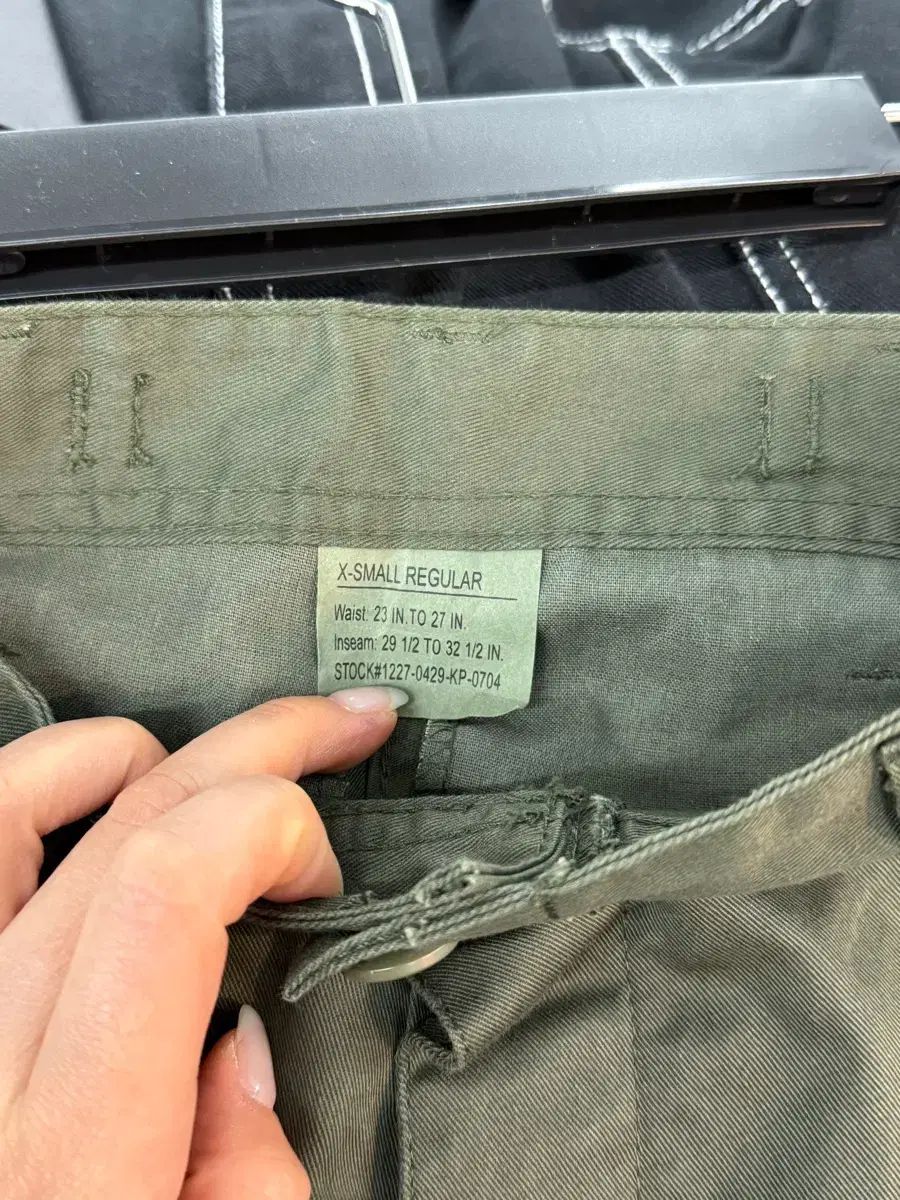 X-SMALL REGULAR
Waist: 23 IN.TO 27 IN.
Inseam: 29 1/2 TO 32 1/2 IN.
STOCK#1227-0429-KP-0704